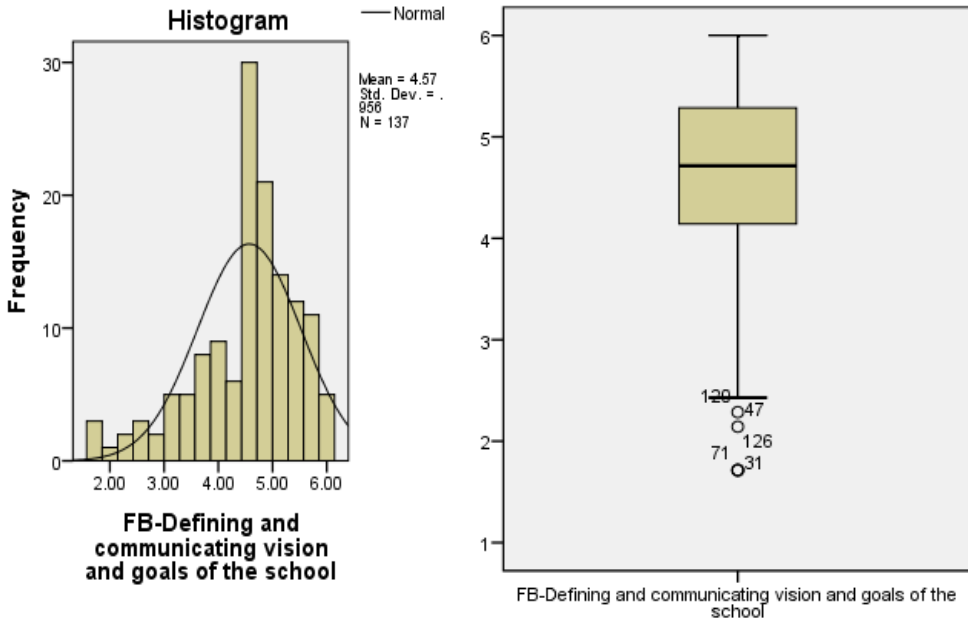 Histogram
Normal
Mean = 4.57
Std. Dev. = .
956
N = 137
Frequency
30
20
10
0
2.00 3.00 4.00 5.00 6.00
FB-Defining and
communicating vision
and goals of the school
6
5
4
3
2
1
47
126
71
31
FB-Defining and communicating vision and goals of the
school